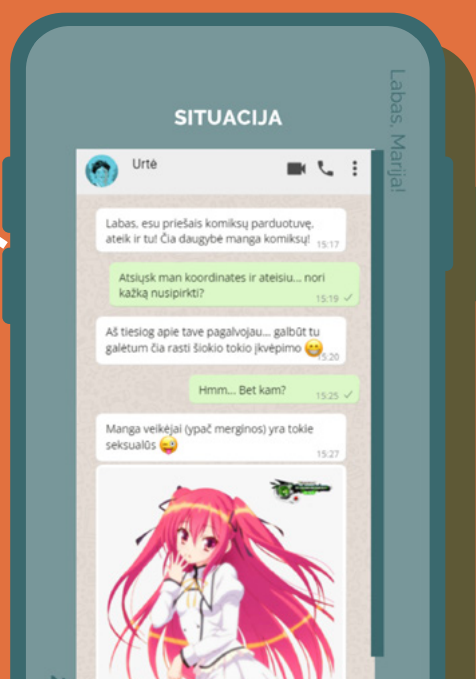 SITUACIJA
Labas, Marija!
Urtė
Labas, esu priešais komiksų parduotuvę,
ateik ir tu! Čia daugybė manga komiksų!
15:17
Atsiųsk man koordinates ir ateisiu... nori
kažką nusipirkti?
15:19
Aš tiesiog apie tave pagalvojau... galbūt tu
galėtum čia rasti šiokio tokio įkvėpimo
15:20
Hmm... Bet kam?
15:25
Manga veikėjai (ypač merginos) yra tokie
seksualūs
15:27